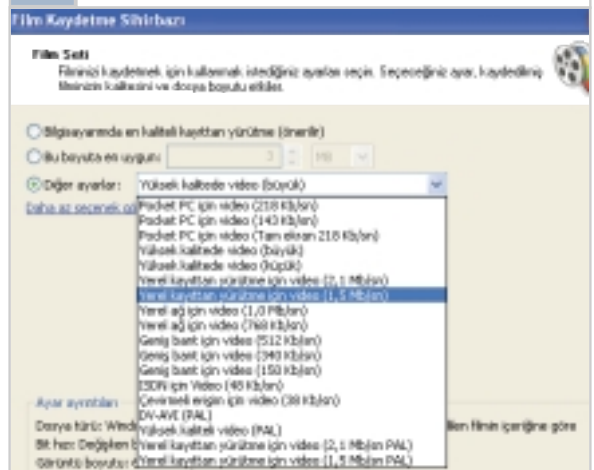 Film Kaydetme Sihirbazı
Film Seti
Filminizi kaydetmek için kullanmak istediğiniz ayarları seçin. Seçeceğiniz ayar, kaydedilmiş
filminizin kalitesini ve dosya boyutu etkiler.
Bilgisayarımda en kaliteli kayıttan yürütme (önerilir)
Bu boyuta en uygun: 3 MB
Diğer ayarlar: Yüksek kalitede video (büyük)
Daha az seçenek
Pocket PC için video (218 Kb/sn)
Pocket PC için video (143 Kb/sn)
Pocket PC için video (Tam ekran 218 Kb/sn)
Yüksek kalitede video (büyük)
Yüksek kalitede video (küçük)
Yerel kayıttan yürütme için video (2,1 Mb/sn)
Yerel kayıttan yürütme için video (1,5 Mb/sn)
Yerel ağ için video (1,0 Mb/sn)
Yerel ağ için video (768 Kb/sn)
Geniş bant için video (512 Kb/sn)
Geniş bant için video (340 Kb/sn)
Geniş bant için video (150 Kb/sn)
ISDN için Video (48 Kb/sn)
Çevirmeli erişim için video (38 Kb/sn)
DV-AVI (PAL)
Yüksek kaliteli video (PAL)
Yerel kayıttan yürütme için video (2,1 Mb/sn PAL)
Yerel kayıttan yürütme için video (1,5 Mb/sn PAL)
Ayar ayrıntıları
Dosya türü: filmin içeriğine göre
Bit hızı:
Görüntü boyutu: